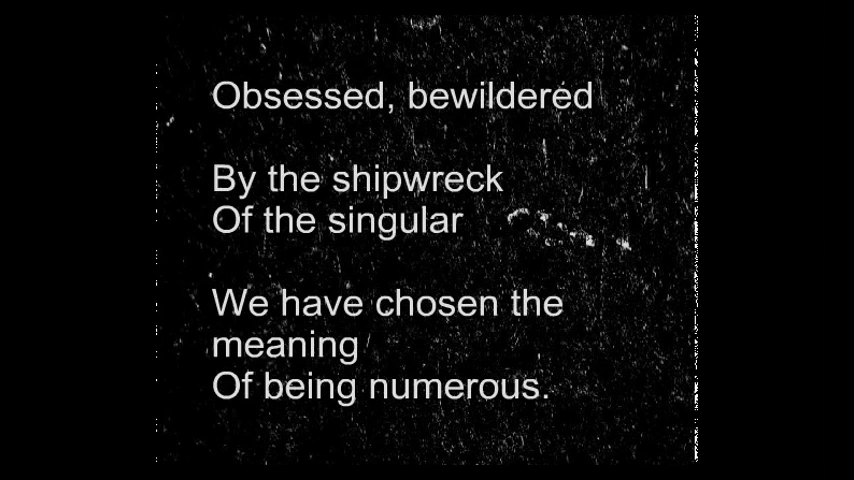 Obsessed, bewildered
By the shipwreck
Of the singular
We have chosen the
meaning
Of being numerous.